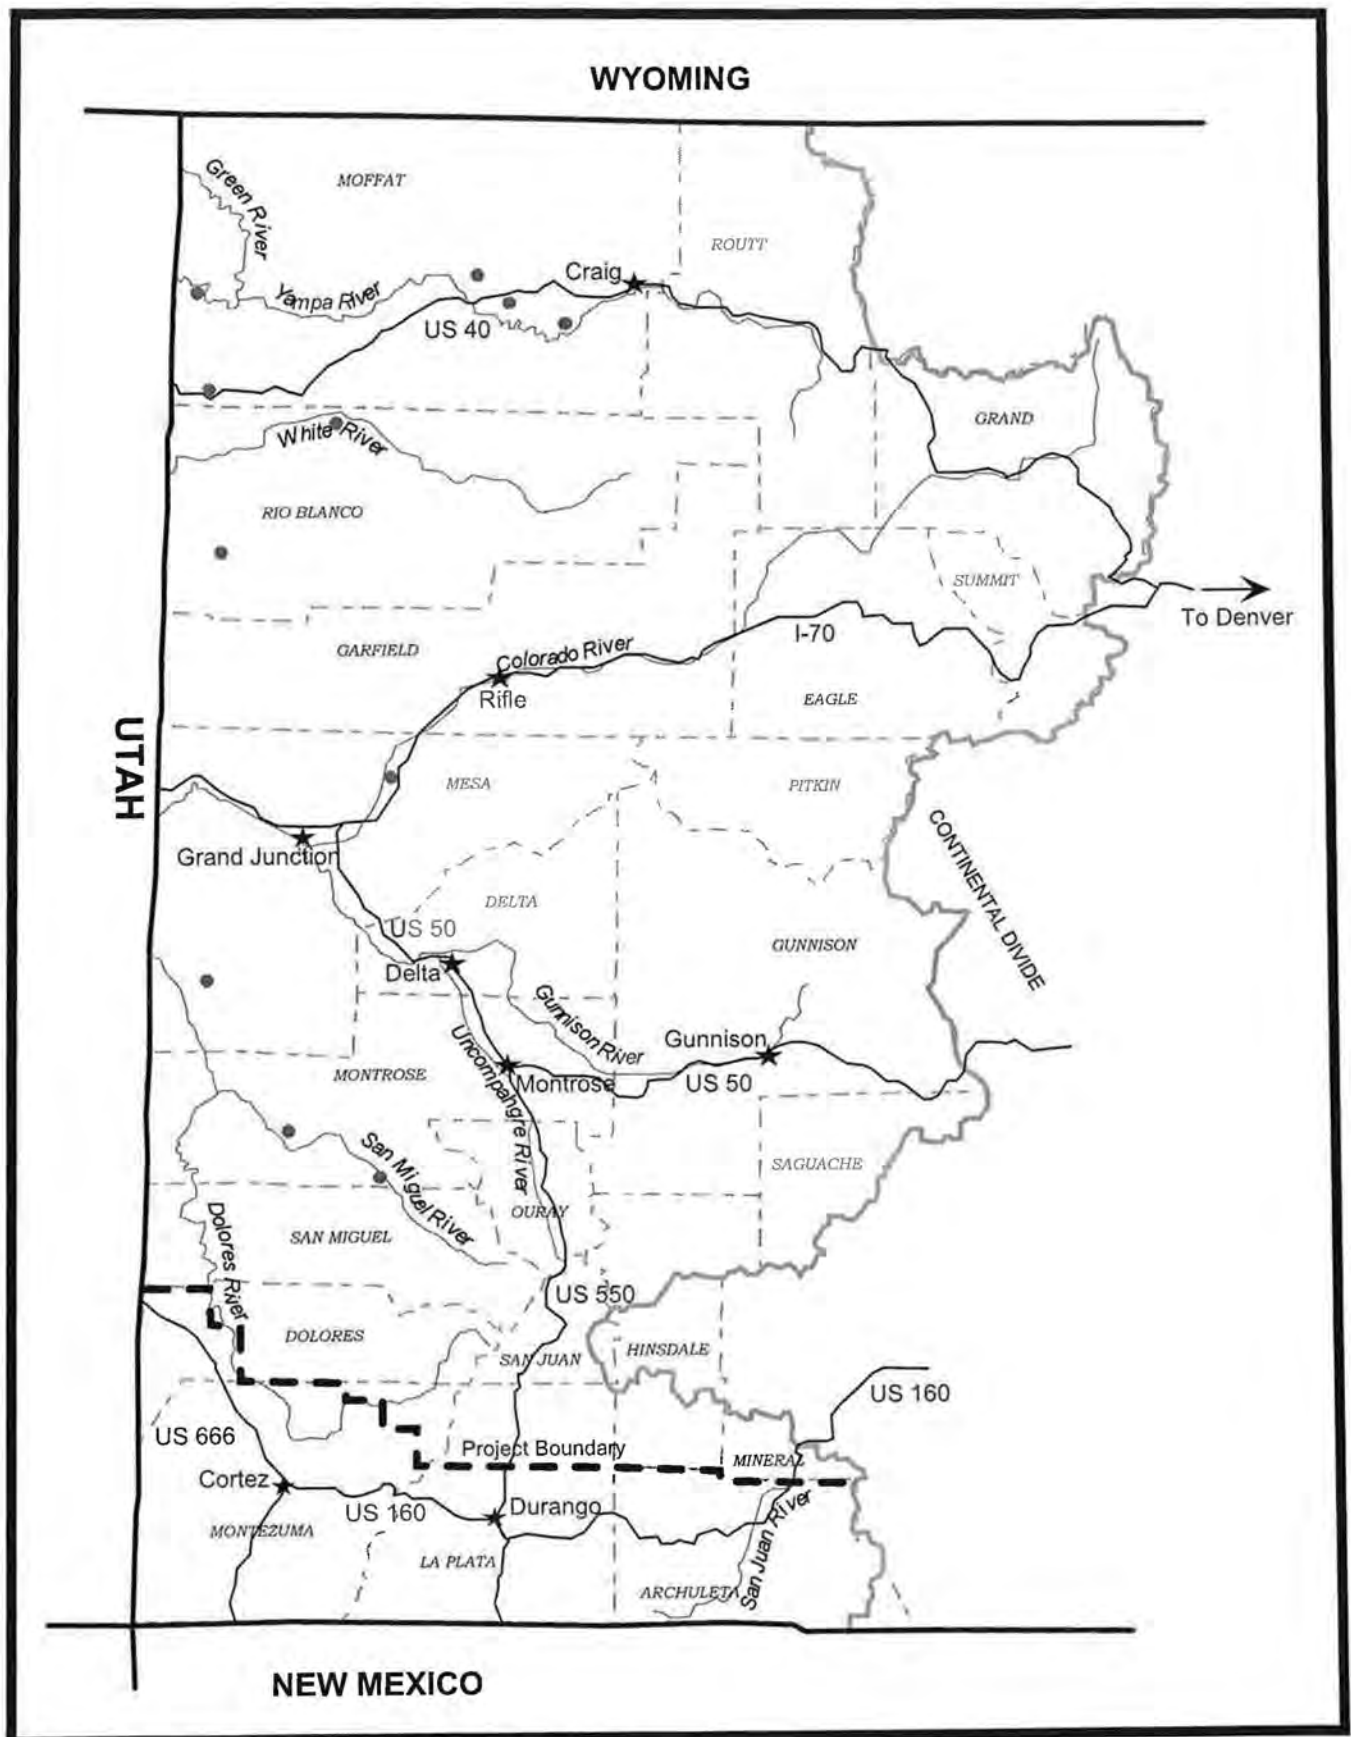 WYOMING
Green River
MOFFAT
ROUTT
Craig
Yampa River
US 40
GRAND
White River
RIO BLANCO
SUMMIT
To Denver
I-70
Colorado River
GARFIELD
Rifle
EAGLE
UTAH
MESA
PITKIN
Grand Junction
CONTINENTAL DIVIDE
DELTA
US 50
GUNNISON
Delta
Gunnison River
Gunnison
Uncompahgre River
MONTROSE
Montrose
US 50
San Miguel River
SAGUACHE
Dolores River
OURAY
SAN MIGUEL
US 550
DOLORES
SAN JUAN
HINSDALE
US 160
US 666
Project Boundary
MINERAL
Cortez
US 160
Durango
San Juan River
MONTEZUMA
LA PLATA
ARCHULETA
NEW MEXICO